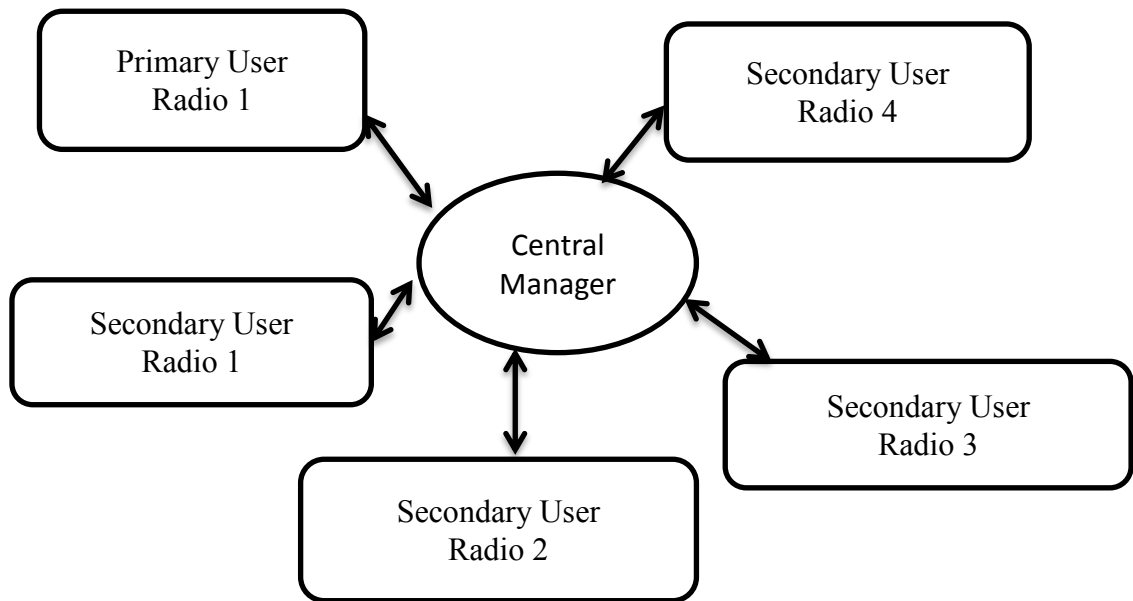 Primary User
Radio 1
Secondary User
Radio 4
Central
Manager
Secondary User
Radio 1
Secondary User
Radio 3
Secondary User
Radio 2